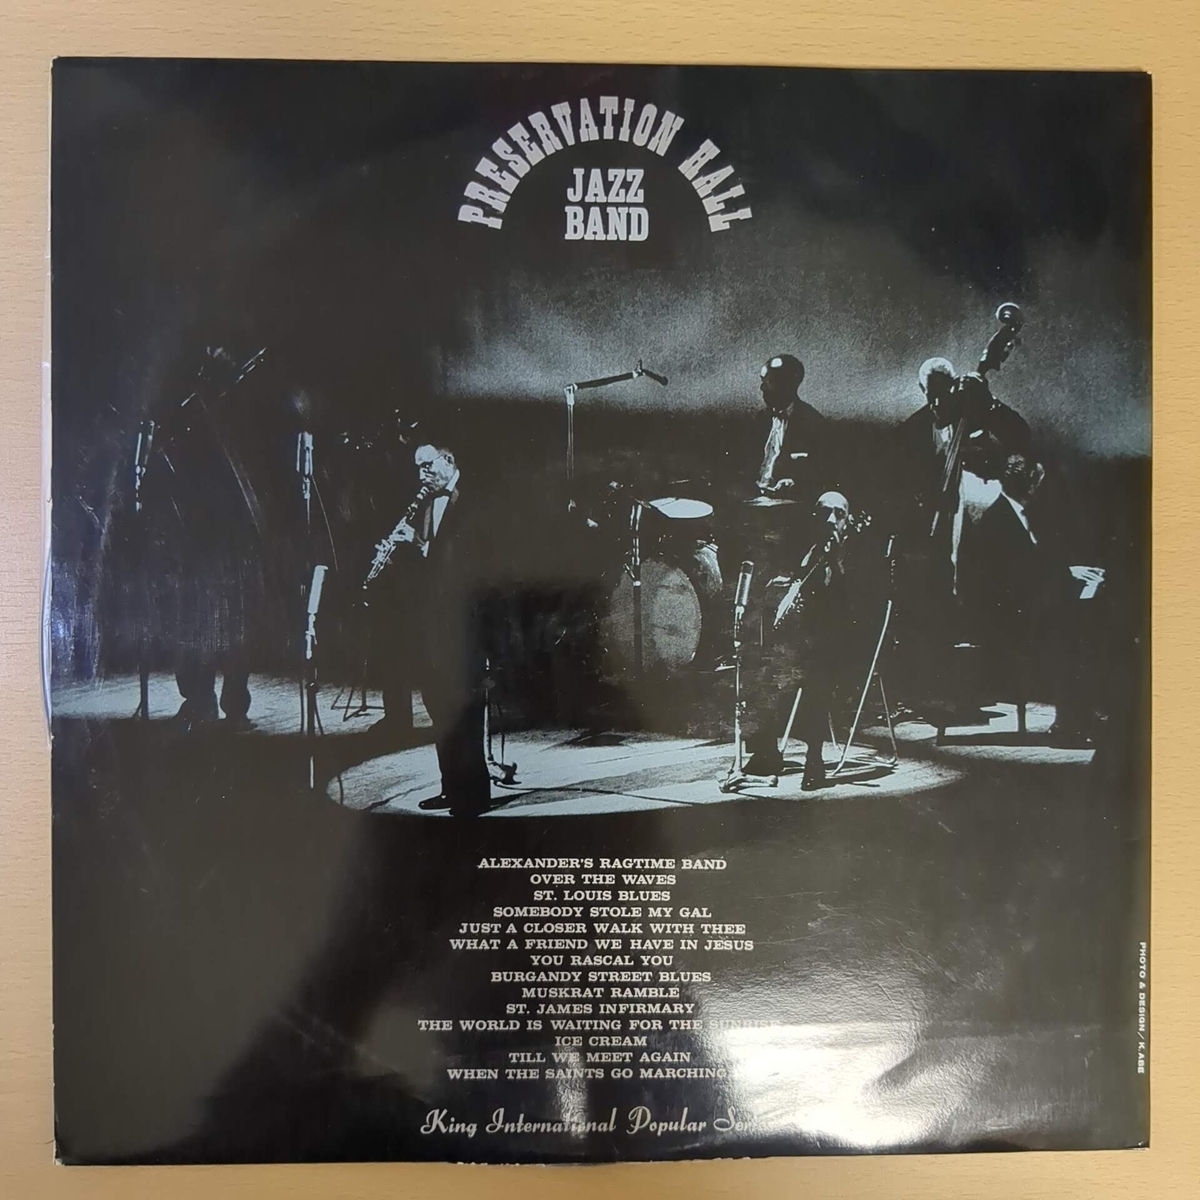 PRESERVATION HALL
JAZZ
BAND
ALEXANDER'S RAGTIME BAND
OVER THE WAVES
ST. LOUIS BLUES
SOMEBODY STOLE MY GAL
JUST A CLOSER WALK WITH THEE
WHAT A FRIEND WE HAVE IN JESUS
YOU RASCAL YOU
BURGANDY STREET BLUES
MUSKRAT RAMBLE
ST. JAMES INFIRMARY
THE WORLD IS WAITING FOR THE SUNRISE
ICE CREAM
TILL WE MEET AGAIN
WHEN THE SAINTS GO MARCHING
King International Popular
PHOTO & DESIGN / K.ABE